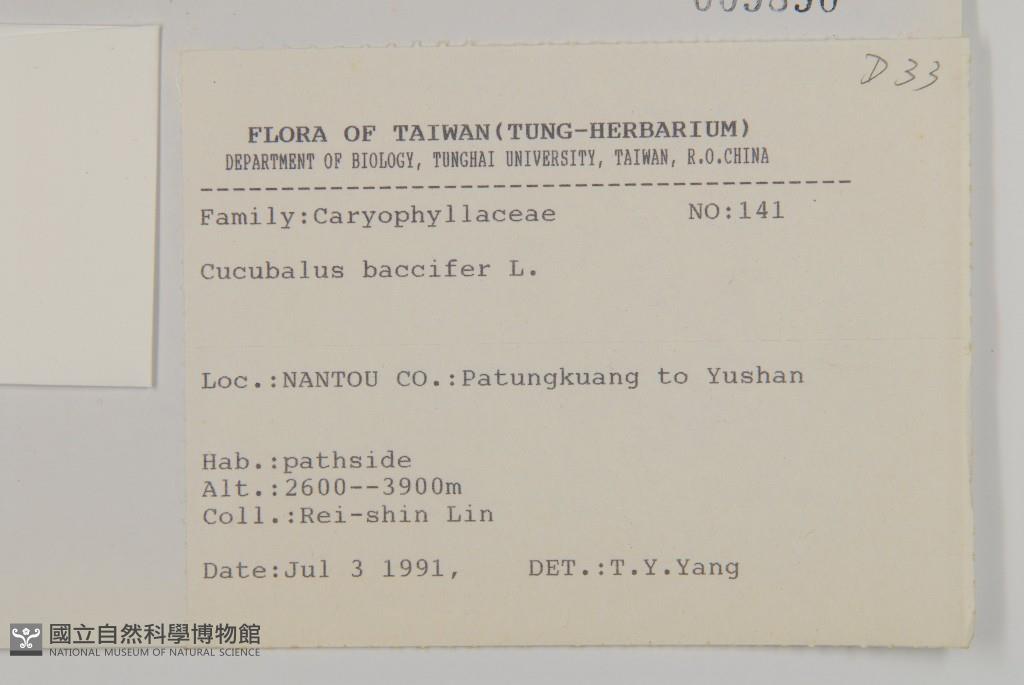 D 33
FLORA OF TAIWAN(TUNG-HERBARIUM)
DEPARTMENT OF BIOLOGY, TUNGHAI UNIVERSITY, TAIWAN, R.O.CHINA
Family:Caryophyllaceae NO:141
Cucubalus baccifer L.
Loc.:NANTOU CO.:Patungkuang to Yushan
Hab.:pathside
Alt.:2600--3900m
Coll.:Rei-shin Lin
Date:Jul 3 1991, DET.:T.Y.Yang
國立自然科學博物館
NATIONAL MUSEUM OF NATURAL SCIENCE